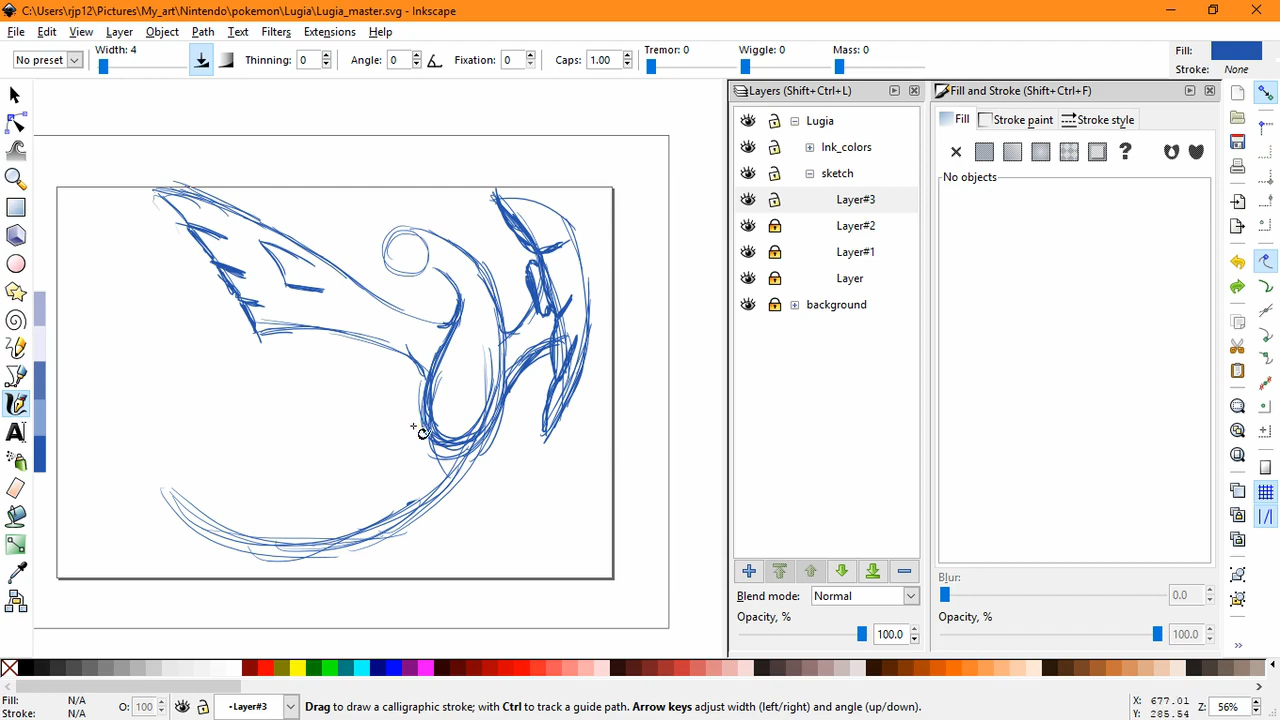 C:\Users\rjp12\Pictures\My_art\Nintendo\pokemon\Lugia\Lugia_master.svg - Inkscape
File Edit View Layer Object Path Text Filters Extensions Help
No preset Width: 4 Thinning: 0 Angle: 0 Fixation: 0 Caps: 1.00 Tremor: 0 Wiggle: 0 Mass: 0 Fill:
Stroke: None
Layers (Shift+Ctrl+L)
Lugia
Ink_colors
sketch
Layer#3
Layer#2
Layer#1
Layer
background
Blend mode: Normal
Opacity, %
100.0
Fill and Stroke (Shift+Ctrl+F)
Fill Stroke paint Stroke style
?
No objects
Blur:
0.0
Opacity, %
100.0
Fill: N/A
Stroke: N/A
O: 100
•Layer#3
Drag to draw a calligraphic stroke; with Ctrl to track a guide path. Arrow keys adjust width (left/right) and angle (up/down).
X: 677.01
Y: 285.54
Z: 56%